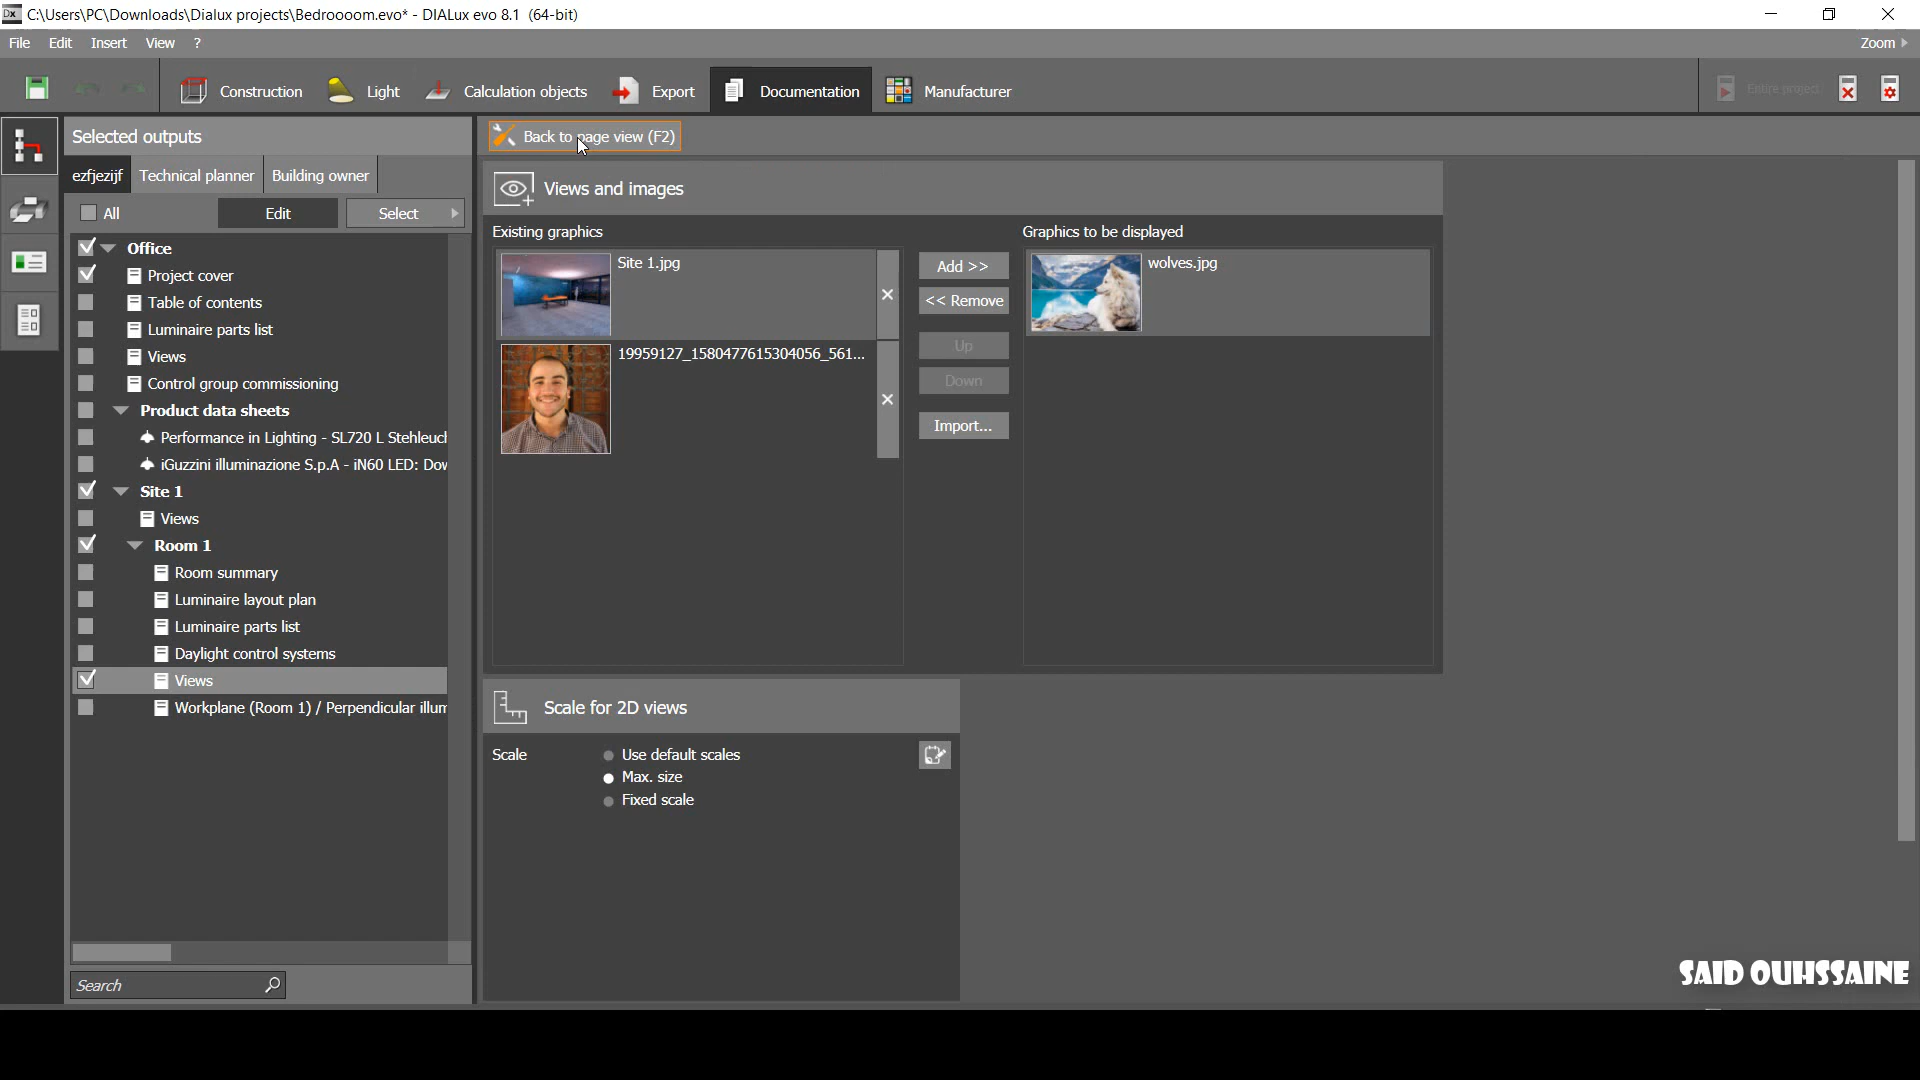 C:\Users\PC\Downloads\Dialux projects\Bedroooom.evo* - DIALux evo 8.1 (64-bit)
File Edit Insert View ? Zoom
Construction Light Calculation objects Export Documentation Manufacturer Entire project
Selected outputs
Back to page view (F2)
ezfjezijf Technical planner Building owner
Views and images
All Edit Select
Existing graphics Graphics to be displayed
Office
Project cover
Table of contents
Luminaire parts list
Views
Control group commissioning
Product data sheets
Performance in Lighting - SL720 L Stehleuch
iGuzzini illuminazione S.p.A - iN60 LED: Dow
Site 1
Views
Room 1
Room summary
Luminaire layout plan
Luminaire parts list
Daylight control systems
Views
Workplane (Room 1) / Perpendicular illum
Search
Site 1.jpg
19959127_1580477615304056_561...
Add >>
<< Remove
Up
Down
Import...
wolves.jpg
Scale for 2D views
Scale Use default scales
Max. size
Fixed scale
SAID OUHSSAINE